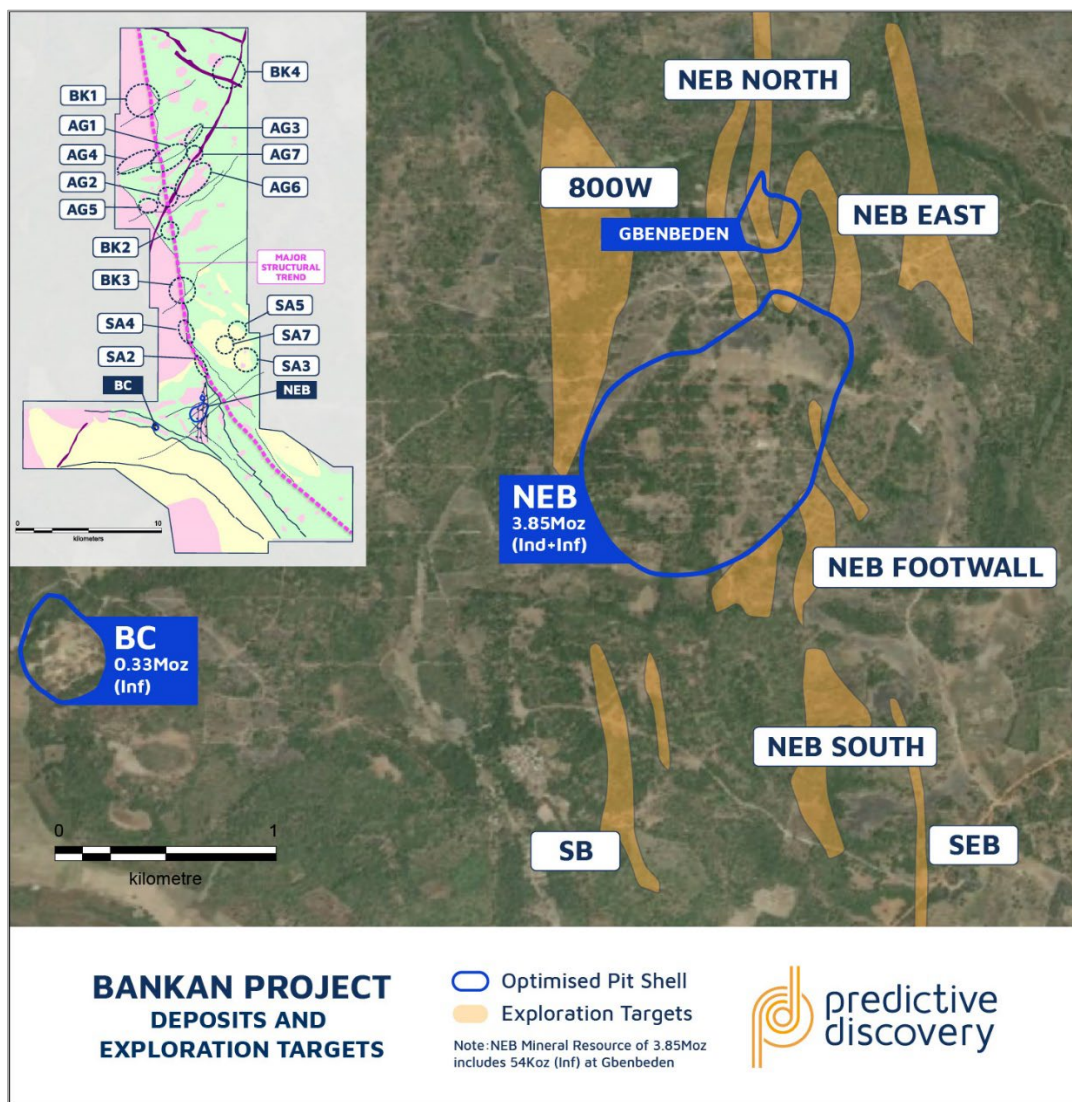 BK4
BK1
AG1
AG3
AG4
AG7
AG2
AG6
AG5
BK2
MAJOR
STRUCTURAL
TREND
BK3
SA5
SA4
SA7
SA2
SA3
BC
NEB
0
10
kilometers
NEB NORTH
800W
NEB EAST
GBENBEDEN
NEB
3.85Moz
(Ind+Inf)
NEB FOOTWALL
BC
0.33Moz
(Inf)
NEB SOUTH
SB
SEB
0
1
kilometre
BANKAN PROJECT
DEPOSITS AND
EXPLORATION TARGETS
Optimised Pit Shell
Exploration Targets
Note:NEB Mineral Resource of 3.85Moz
includes 54Koz (Inf) at Gbenbeden
predictive
discovery